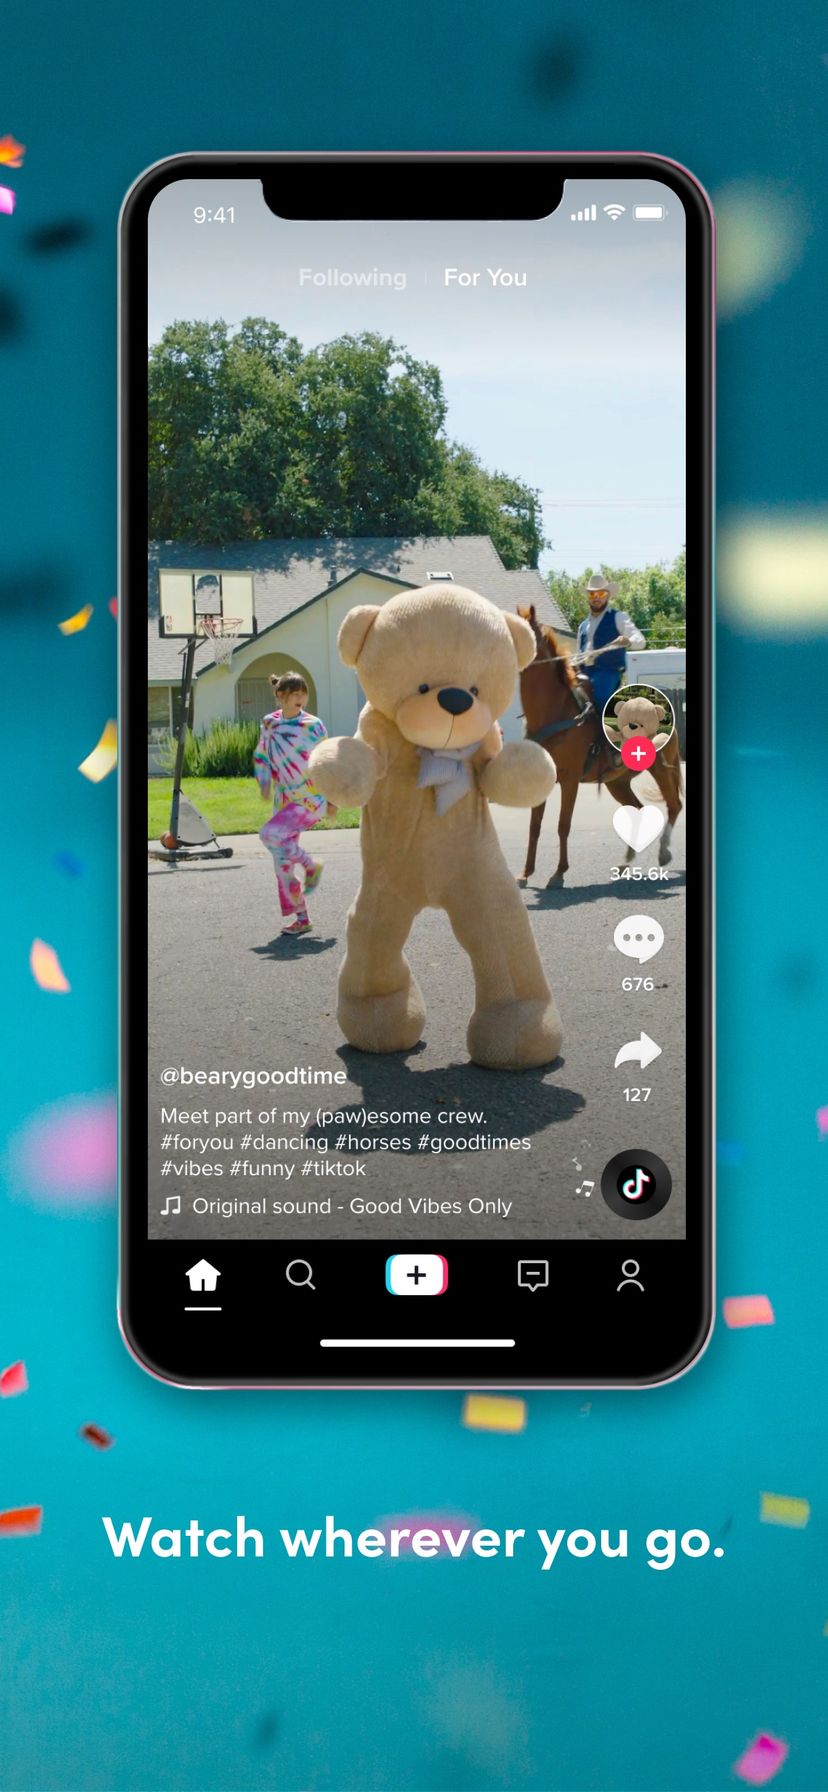 9:41
Following | For You
345.6k
676
127
@bearygoodtime
Meet part of my (paw)esome crew.
#foryou #dancing #horses #goodtimes
#vibes #funny #tiktok
Original sound - Good Vibes Only
Watch wherever you go.